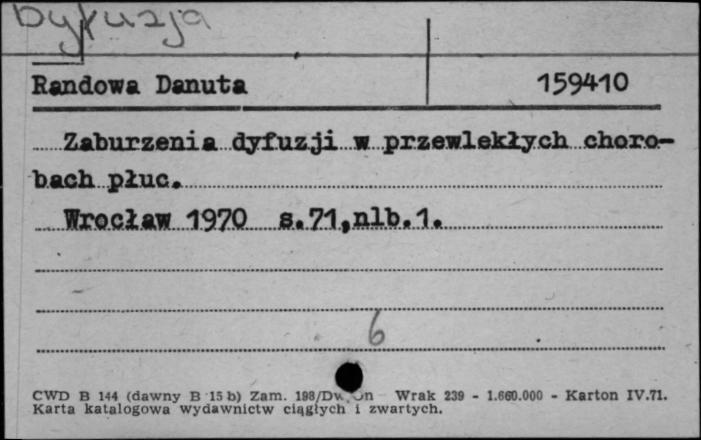 Dyfuzja
Randowa Danuta 159410
Zaburzenia dyfuzji w przewlekłych choro-
bach płuc.
Wrocław 1970 s.71,nlb.1.
6
CWD B 144 (dawny B 15 b) Zam. 198/Dw. Wrak 239 - 1.660.000 - Karton IV.71.
Karta katalogowa wydawnictw ciągłych i zwartych.